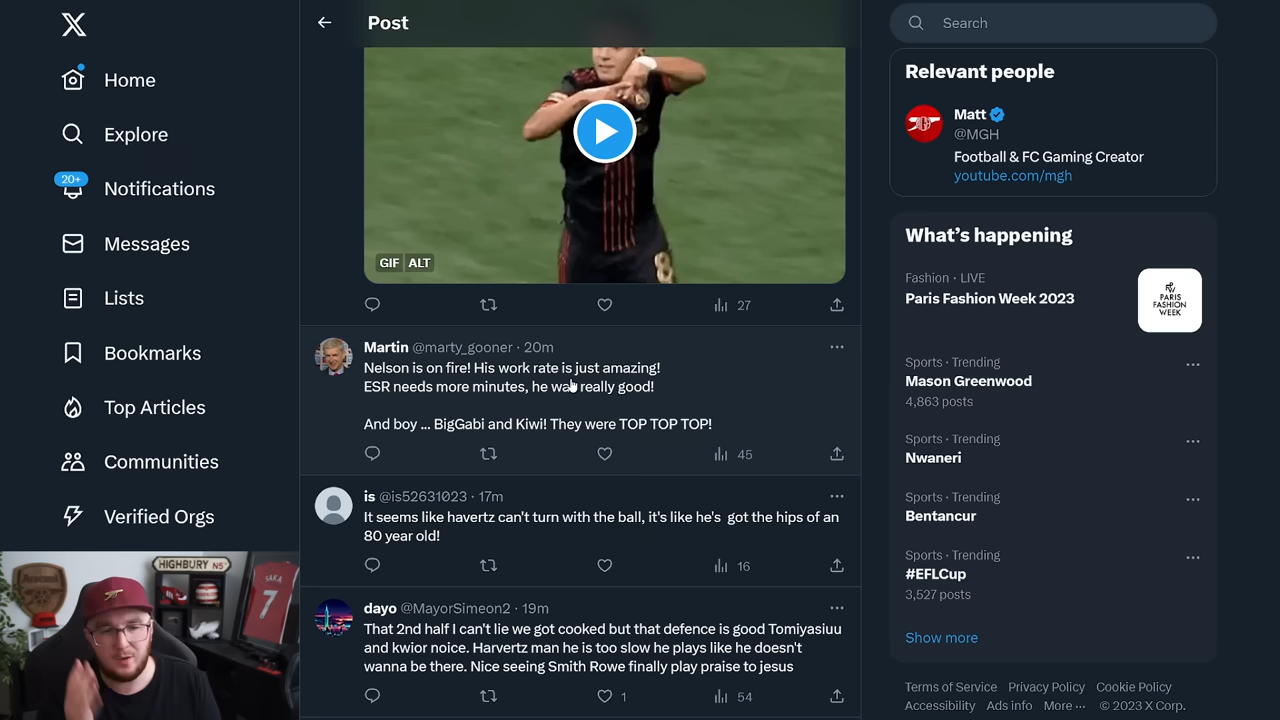 X
Home
Explore
20+
Notifications
Messages
Lists
Bookmarks
Top Articles
Communities
Verified Orgs
HIGHBURY N5
SAKA
7
Post
8
GIF ALT
27
Martin @marty_gooner · 20m
Nelson is on fire! His work rate is just amazing!
ESR needs more minutes, he was really good!
And boy ... BigGabi and Kiwi! They were TOP TOP TOP!
45
is @is52631023 · 17m
It seems like havertz can't turn with the ball, it's like he's got the hips of an
80 year old!
16
dayo @MayorSimeon2 · 19m
That 2nd half I can't lie we got cooked but that defence is good Tomiyasiuu
and kwior noice. Harvertz man he is too slow he plays like he doesn't
wanna be there. Nice seeing Smith Rowe finally play praise to jesus
1
54
Search
Relevant people
Matt
@MGH
Football & FC Gaming Creator
youtube.com/mgh
What's happening
Fashion · LIVE
Paris Fashion Week 2023
PARIS
FASHION
WEEK
Sports · Trending
Mason Greenwood
4,863 posts
Sports · Trending
Nwaneri
Sports · Trending
Bentancur
Sports · Trending
#EFLCup
3,527 posts
Show more
Terms of Service Privacy Policy Cookie Policy
Accessibility Ads info More ··· © 2023 X Corp.